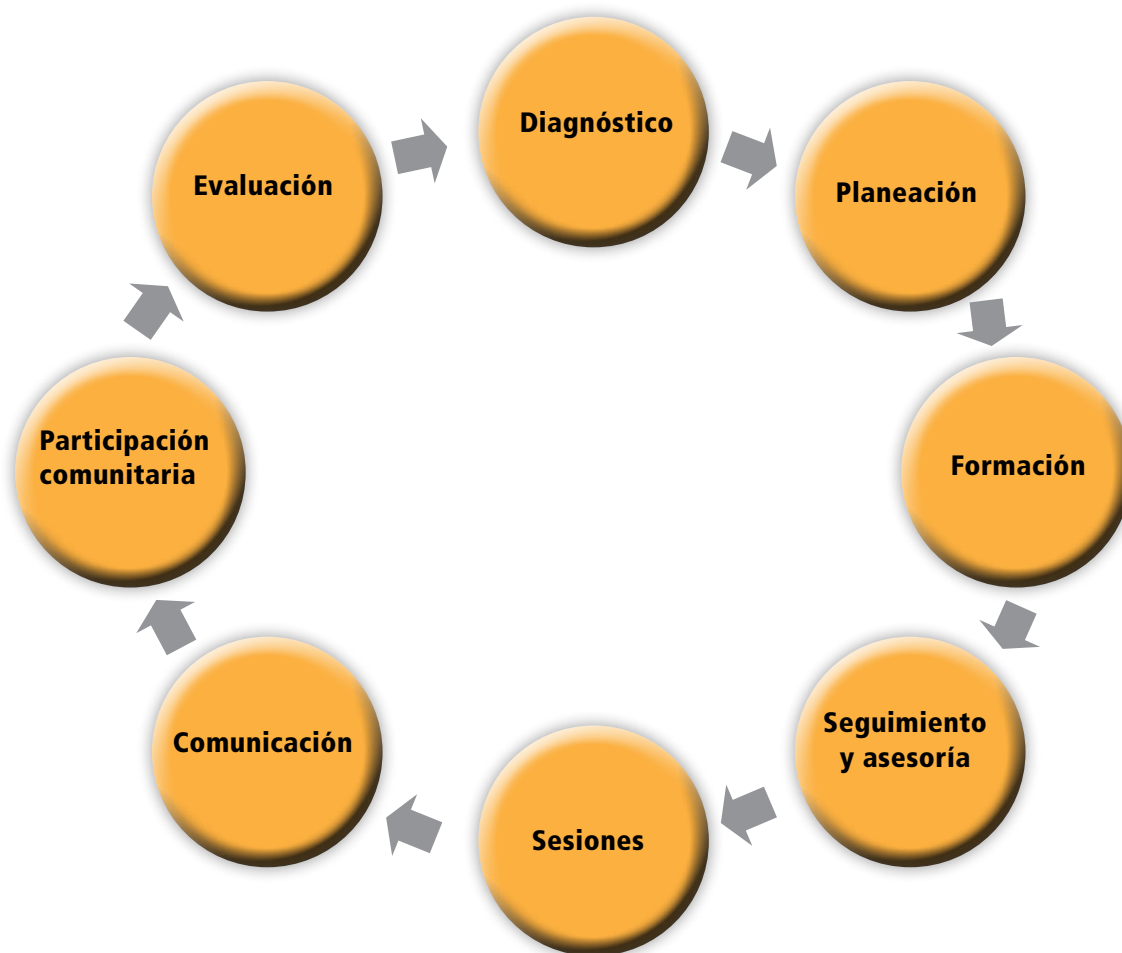 Diagnóstico
Planeación
Formación
Seguimiento
y asesoría
Sesiones
Comunicación
Participación
comunitaria
Evaluación